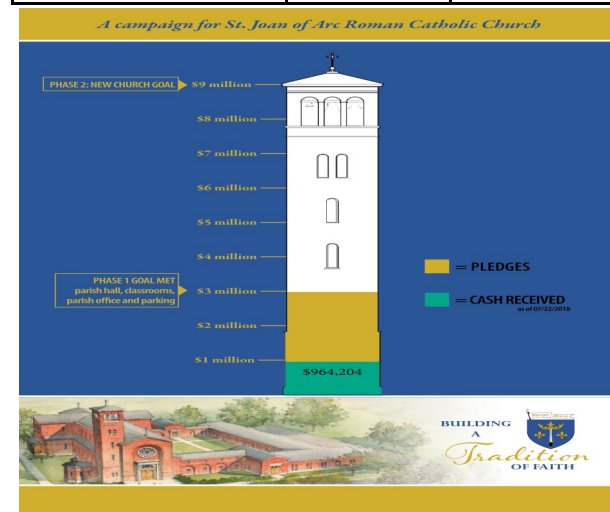 A campaign for St. Joan of Arc Roman Catholic Church
PHASE 2: NEW CHURCH GOAL
$9 million
$8 million
$7 million
$6 million
$5 million
$4 million
PHASE 1 GOAL MET
parish hall, classrooms,
parish office and parking
$3 million
$2 million
$1 million
$964,204
= PLEDGES
= CASH RECEIVED
as of 07/22/2018
BUILDING
A
Tradition
OF FAITH